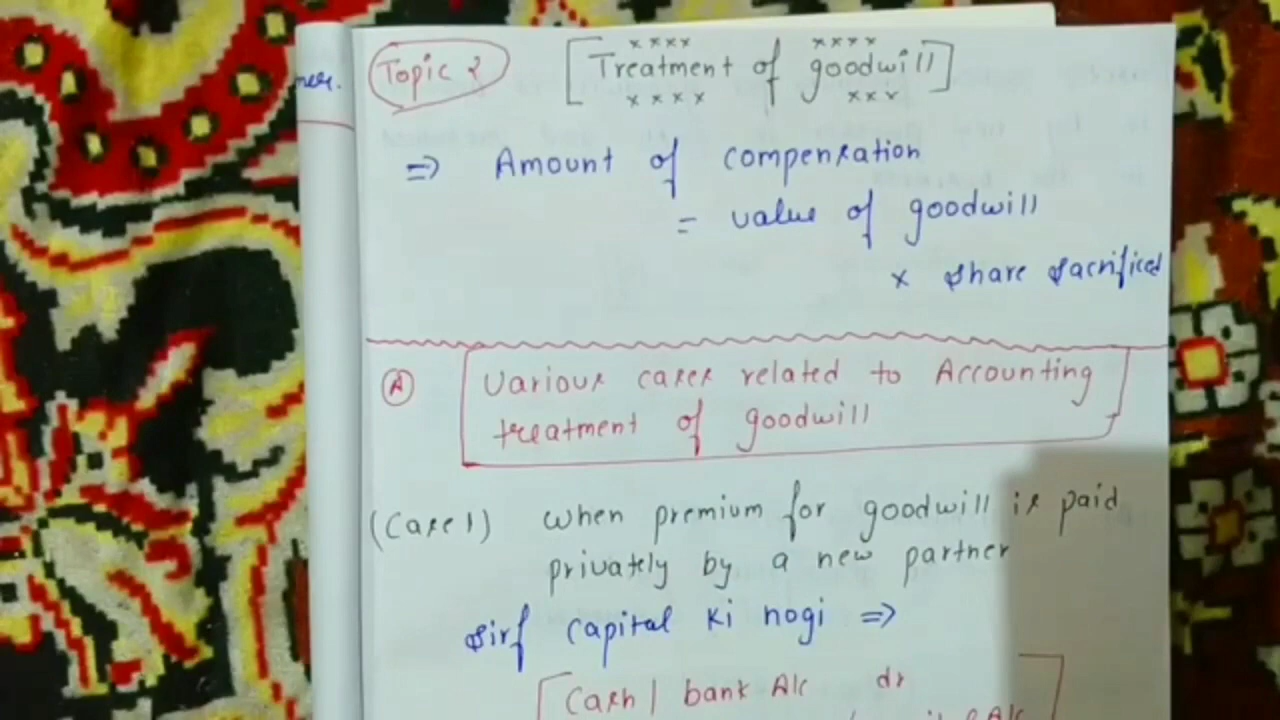 ner.
Topic 2
[Treatment of goodwill]
⇒ Amount of compensation
= value of goodwill
x share sacrificed
(A) Various cases related to Accounting
treatment of goodwill
(Case 1) when premium for goodwill is paid
privately by a new partner
sirf capital ki hogi ⇒
[Cash / bank A/c dr
A/c